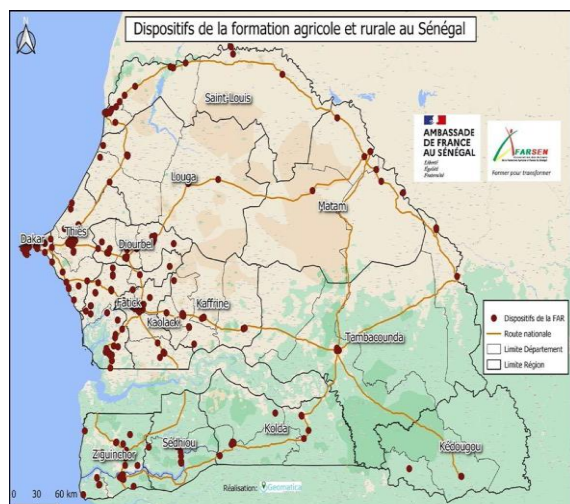 Dispositifs de la formation agricole et rurale au Sénégal
Saint-Louis
AMBASSADE
DE FRANCE
AU SÉNÉGAL
Liberté
Égalité
Fraternité
FARSEN
Former pour transformer
Louga
Matam
Dakar
Thiès
Diourbel
Fatick
Kaolack
Kaffrine
Tambacounda
Dispositifs de la FAR
Route nationale
Limite Département
Limite Région
Ziguinchor
Sédhiou
Kolda
Kédougou
0 30 60 km
Réalisation: Geomatica